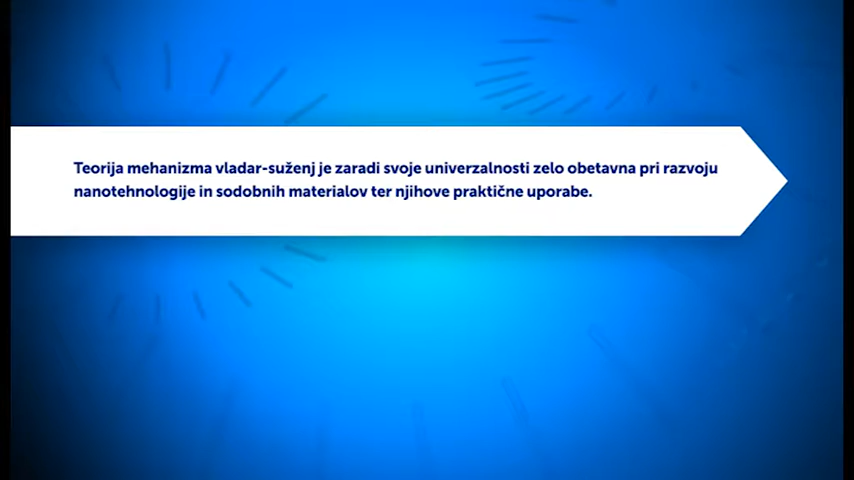 Teorija mehanizma vladar-suženj je zaradi svoje univerzalnosti zelo obetavna pri razvoju
nanotehnologije in sodobnih materialov ter njihove praktične uporabe.